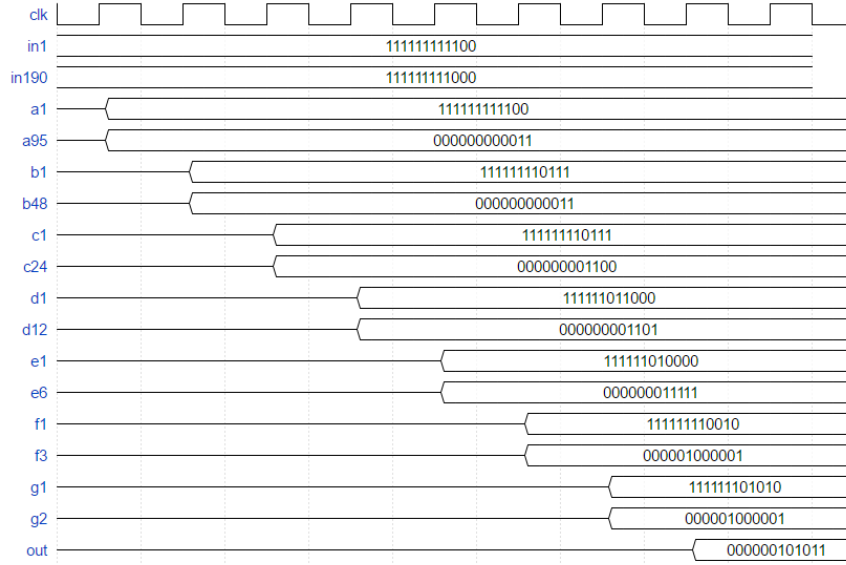 clk
in1 111111111100
in190 111111111000
a1 111111111100
a95 000000000011
b1 111111110111
b48 000000000011
c1 111111110111
c24 000000001100
d1 111111011000
d12 000000001101
e1 111111010000
e6 000000011111
f1 111111110010
f3 000001000001
g1 111111101010
g2 000001000001
out 000000101011